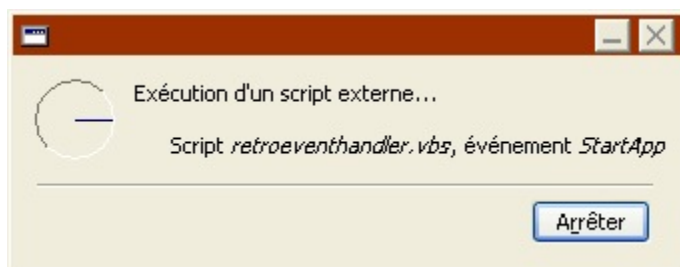 Exécution d'un script externe...
Script retroeventhandler.vbs, événement StartApp
Arrêter